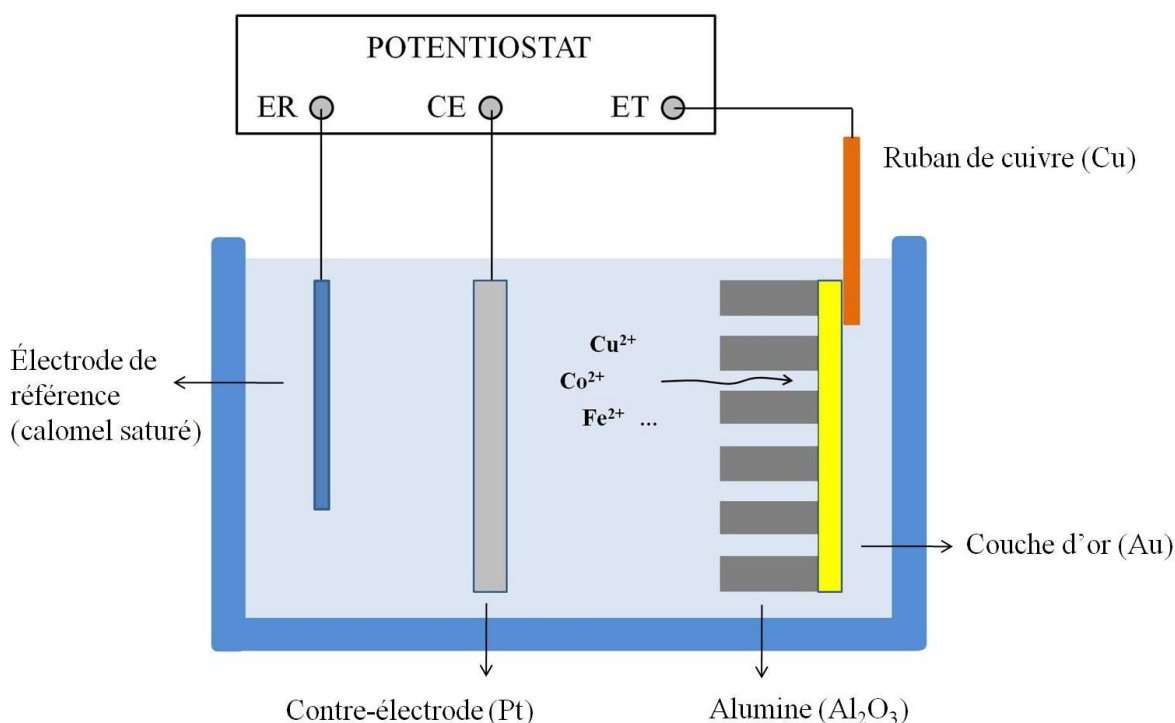 POTENTIOSTAT
ER CE ET
Ruban de cuivre (Cu)
Électrode de
référence
(calomel saturé)
Cu²⁺
Co²⁺
Fe²⁺ ...
Couche d’or (Au)
Contre-électrode (Pt)
Alumine (Al₂O₃)